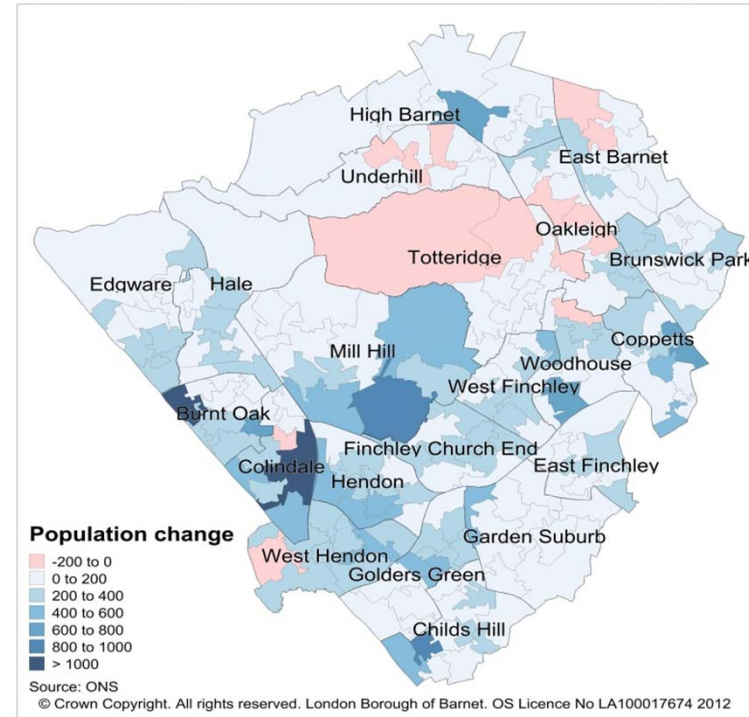 High Barnet
East Barnet
Underhill
Oakleigh
Totteridge
Brunswick Park
Edgware
Hale
Coppetts
Mill Hill
Woodhouse
West Finchley
Burnt Oak
Finchley Church End
Colindale
East Finchley
Hendon
Garden Suburb
West Hendon
Golders Green
Childs Hill
Population change
-200 to 0
0 to 200
200 to 400
400 to 600
600 to 800
800 to 1000
> 1000
Source: ONS
© Crown Copyright. All rights reserved. London Borough of Barnet. OS Licence No LA100017674 2012